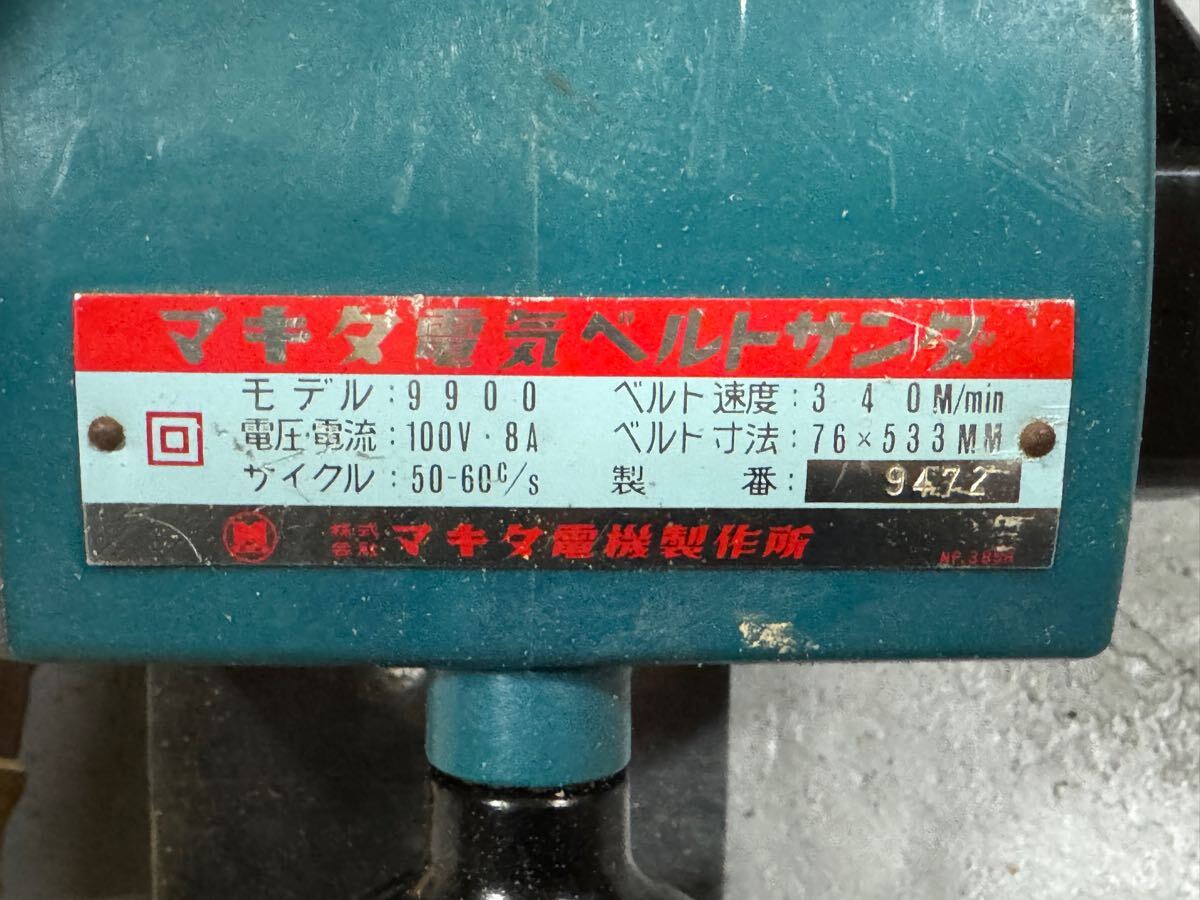 マキタ電気ベルトサンダ
モデル:9900 ベルト速度:340M/min
電圧・電流:100V・8A ベルト寸法:76×533MM
サイクル:50-60C/s 製番:9472
株式会社 マキタ電機製作所